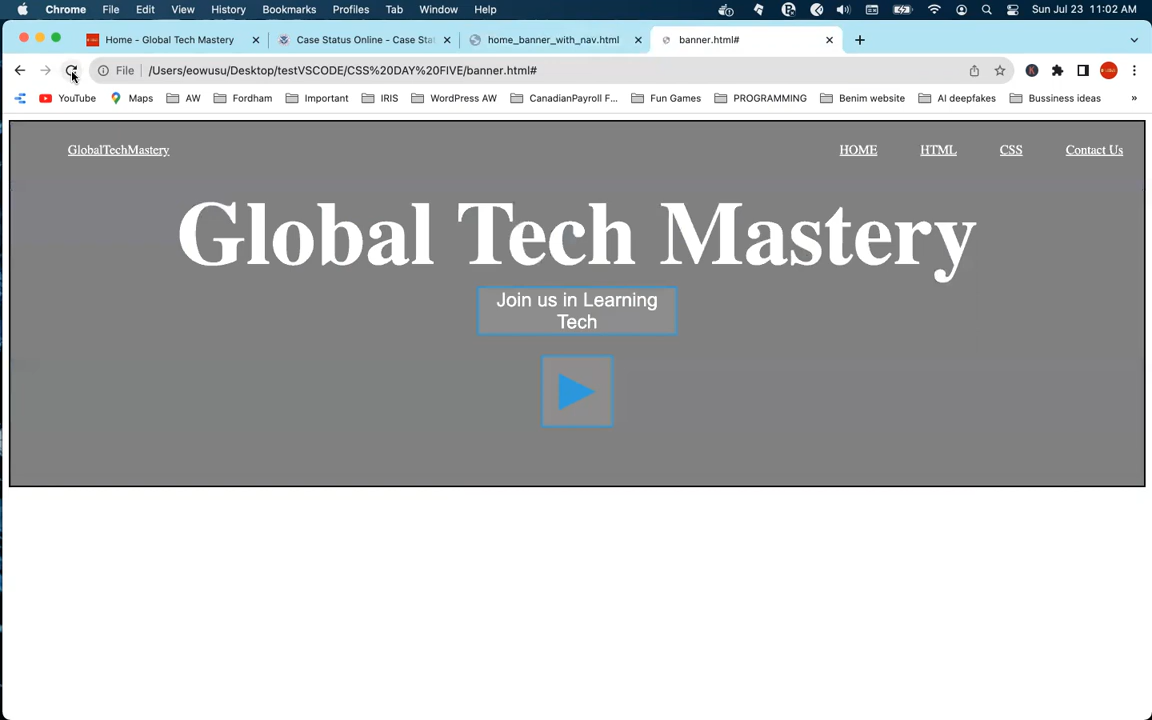 Chrome File Edit View History Bookmarks Profiles Tab Window Help Sun Jul 23 11:02 AM
Home - Global Tech Mastery Case Status Online - Case Sta home_banner_with_nav.html banner.html#
File /Users/eowusu/Desktop/testVSCODE/CSS%20DAY%20FIVE/banner.html#
YouTube Maps AW Fordham Important IRIS WordPress AW CanadianPayroll F... Fun Games PROGRAMMING Benim website AI deepfakes Bussiness ideas »
GlobalTechMastery HOME HTML CSS Contact Us
Global Tech Mastery
Join us in Learning
Tech